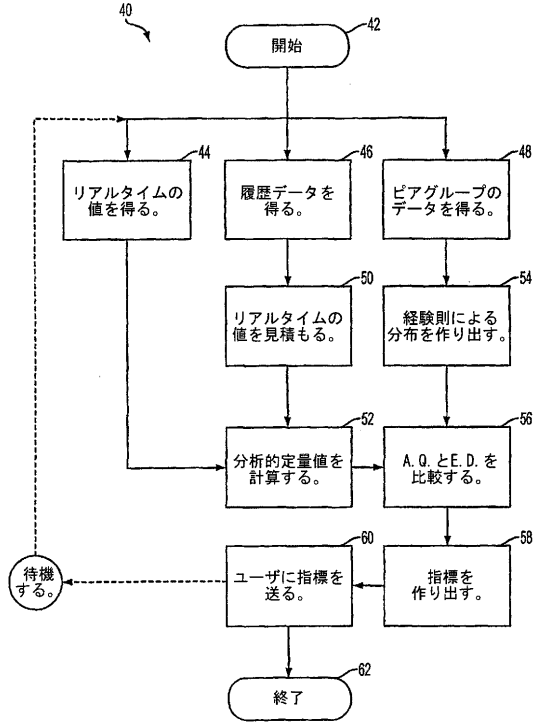 40
42
開始
44
リアルタイムの
値を得る。
46
履歴データを
得る。
48
ピアグループの
データを得る。
50
リアルタイムの
値を見積もる。
54
経験則による
分布を作り出す。
52
分析的定量値を
計算する。
56
A.Q.とE.D.を
比較する。
待機
する。
60
ユーザに指標を
送る。
58
指標を
作り出す。
62
終了